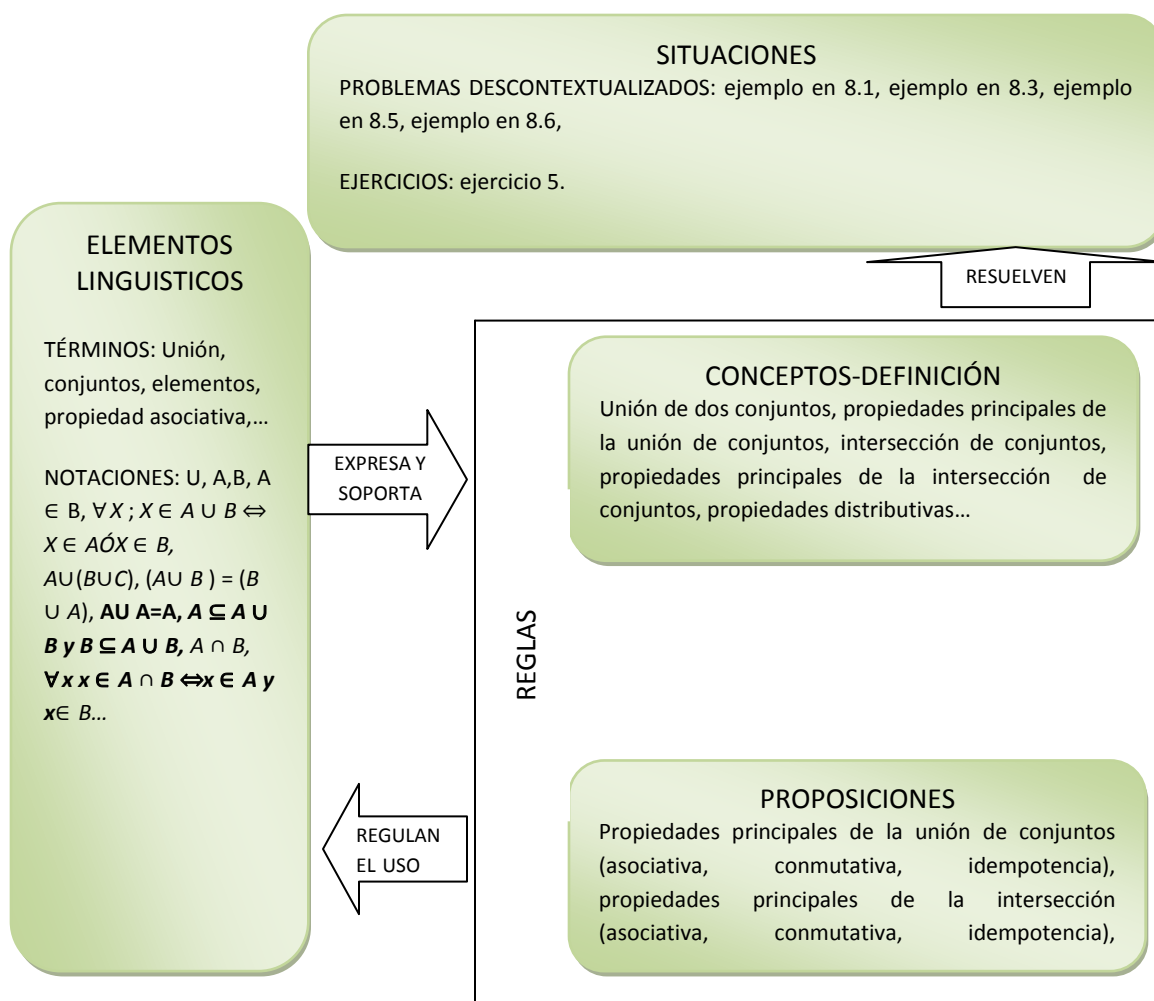 SITUACIONES
PROBLEMAS DESCONTEXTUALIZADOS: ejemplo en 8.1, ejemplo en 8.3, ejemplo
en 8.5, ejemplo en 8.6,
EJERCICIOS: ejercicio 5.
ELEMENTOS
LINGUISTICOS
TÉRMINOS: Unión,
conjuntos, elementos,
propiedad asociativa,…
NOTACIONES: U, A,B, A
∈ B, ∀ X ; X ∈ A ∪ B ⇔
X ∈ AÓX ∈ B,
A∪(B∪C), (A∪ B ) = (B
∪ A), AU A=A, A ⊆ A ∪
B y B ⊆ A ∪ B, A ∩ B,
∀ x x ∈ A ∩ B ⇔x ∈ A y
x∈ B...
EXPRESA Y
SOPORTA
REGULAN
EL USO
RESUELVEN
REGLAS
CONCEPTOS-DEFINICIÓN
Unión de dos conjuntos, propiedades principales de
la unión de conjuntos, intersección de conjuntos,
propiedades principales de la intersección de
conjuntos, propiedades distributivas…
PROPOSICIONES
Propiedades principales de la unión de conjuntos
(asociativa, conmutativa, idempotencia),
propiedades principales de la intersección
(asociativa, conmutativa, idempotencia),